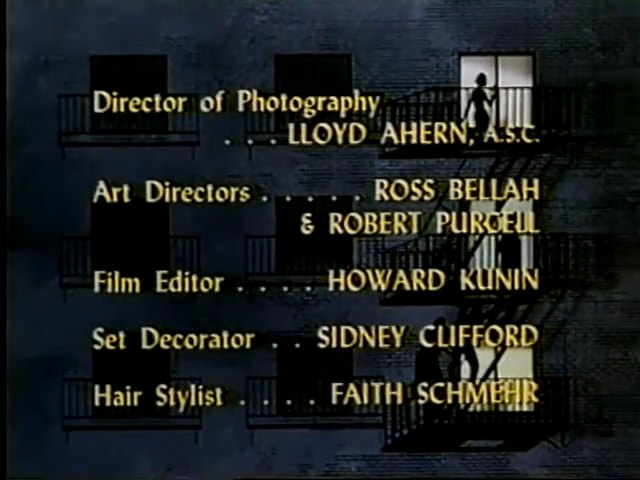 Director of Photography
. . . LLOYD AHERN, A.S.C.
Art Directors . . . . . ROSS BELLAH
& ROBERT PURCELL
Film Editor . . . . HOWARD KUNIN
Set Decorator . . SIDNEY CLIFFORD
Hair Stylist . . . . FAITH SCHMEHR